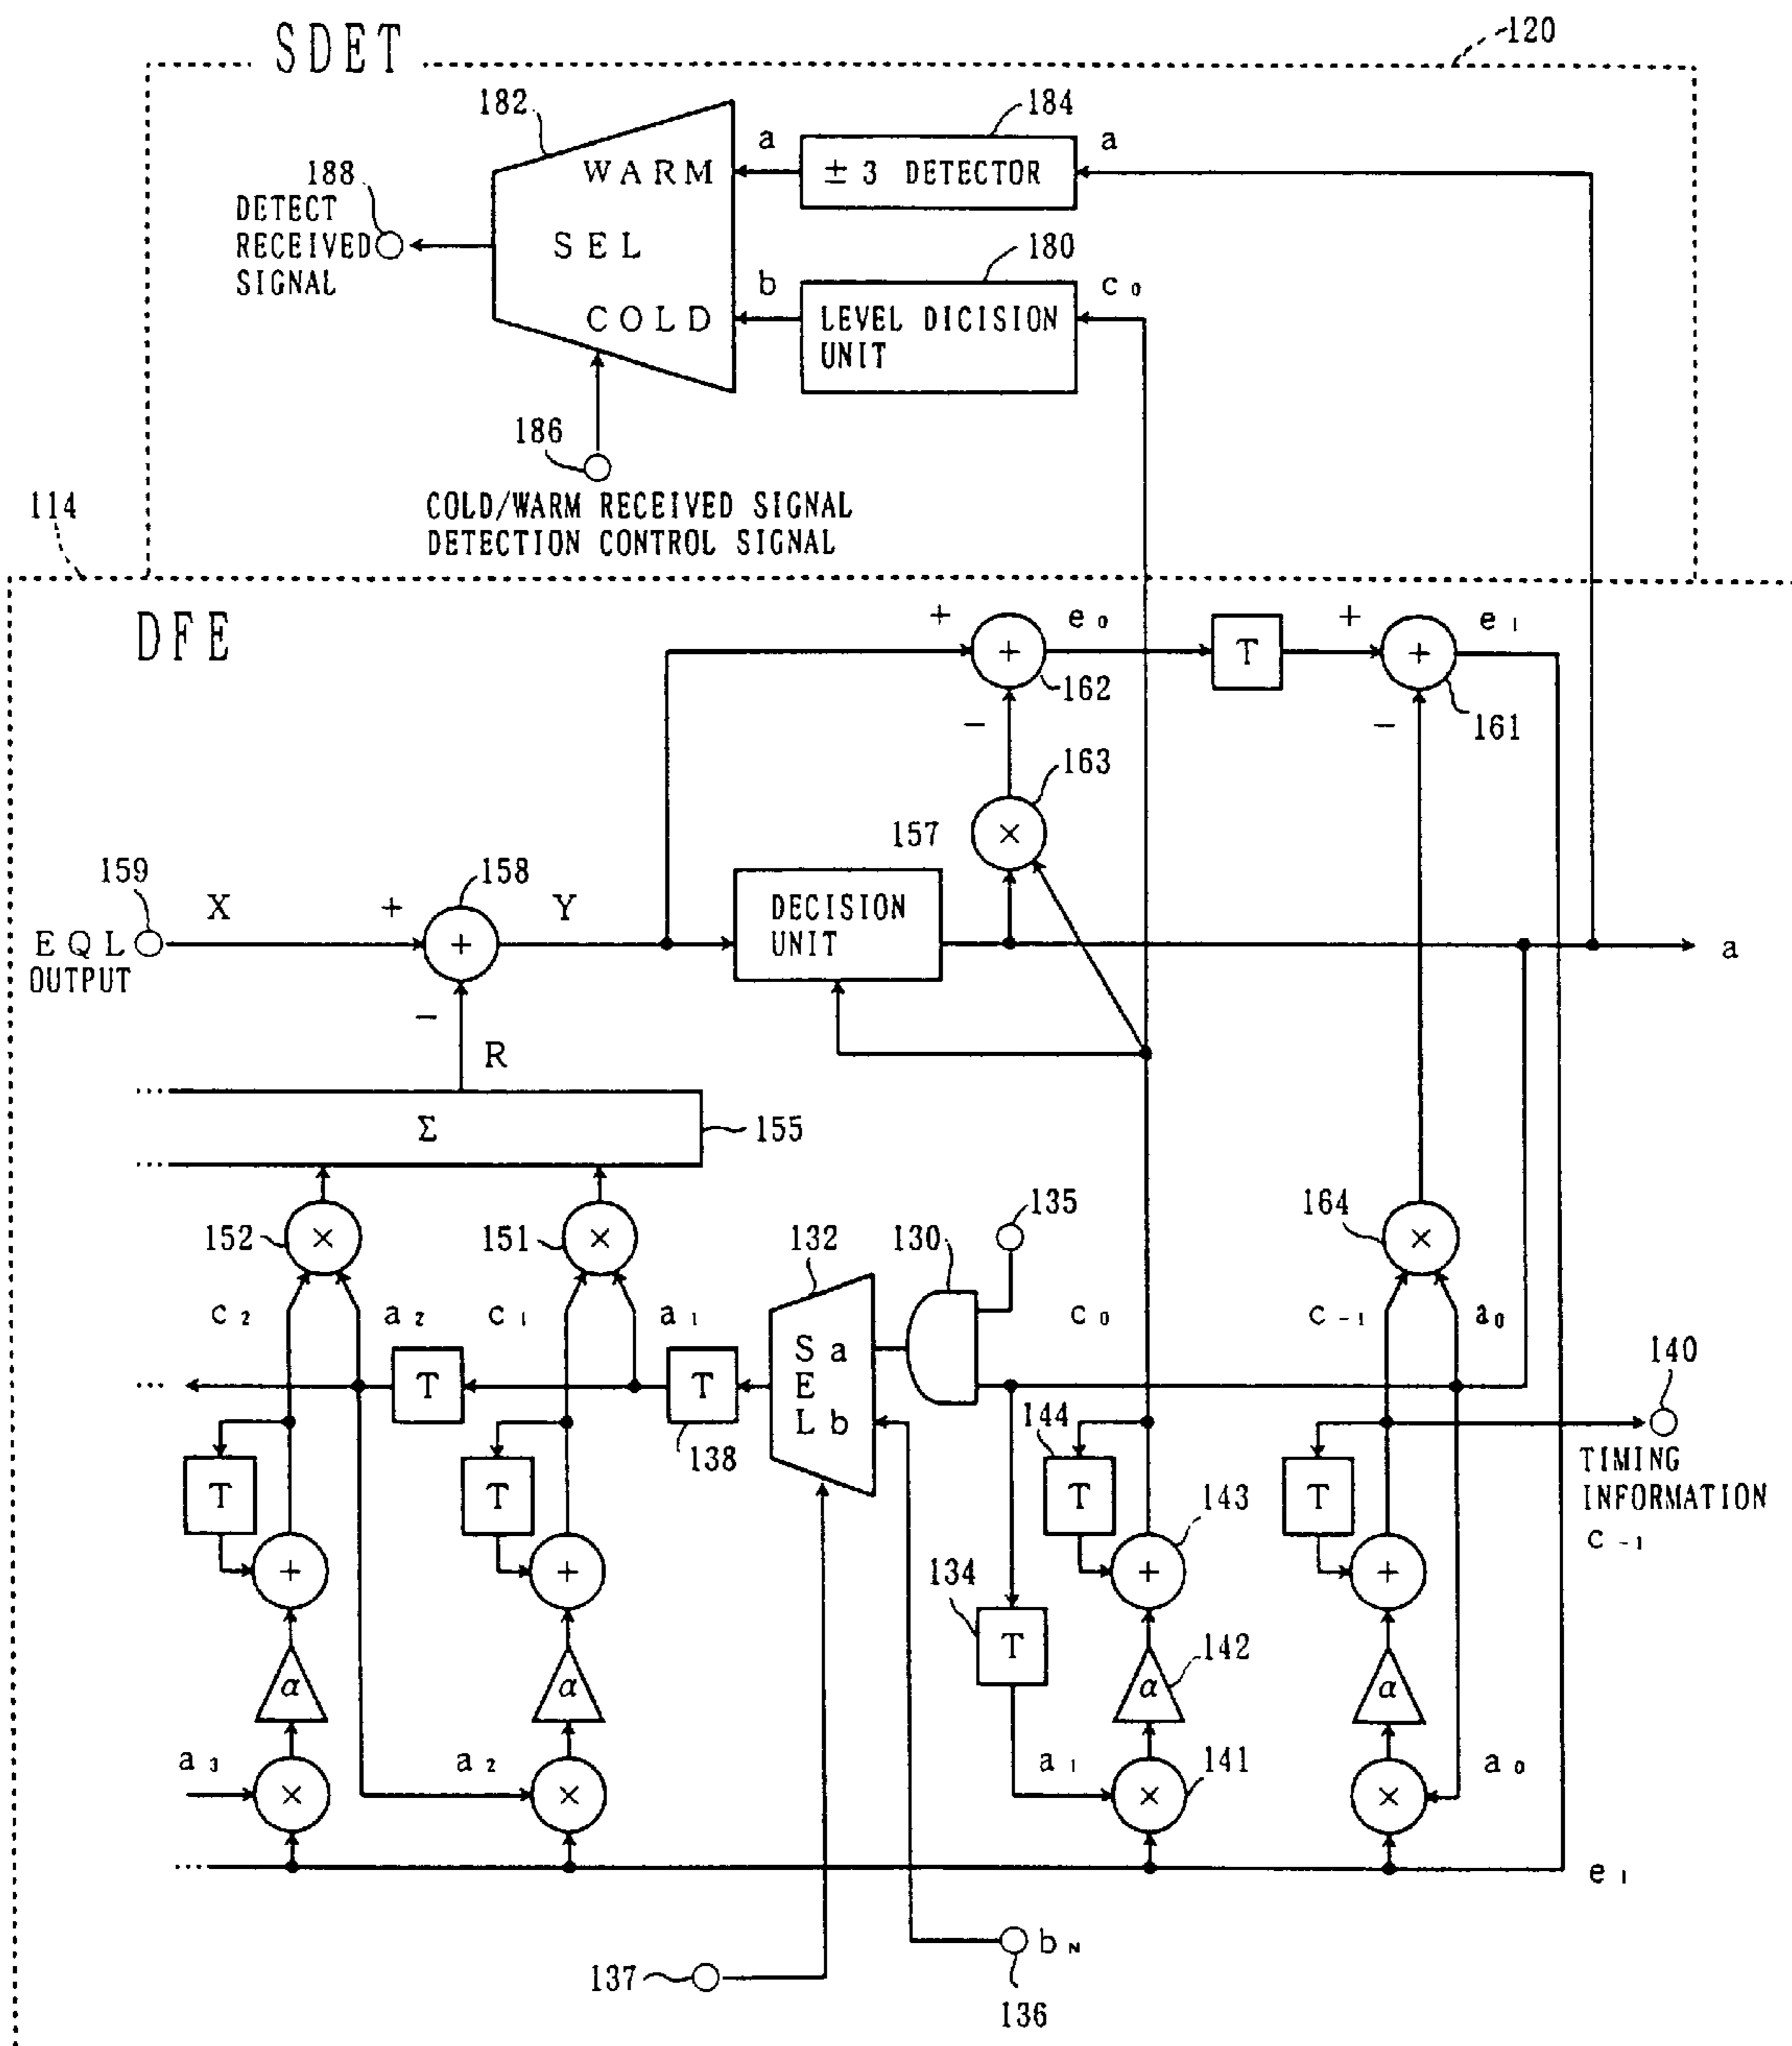 SDET
120
182
184
a
a
WARM
± 3 DETECTOR
188
DETECT
RECEIVED
SIGNAL
SEL
180
b
c₀
COLD
LEVEL DICISION
UNIT
186
COLD/WARM RECEIVED SIGNAL
DETECTION CONTROL SIGNAL
114
DFE
+
e₀
+
e₁
+
T
+
162
−
−
161
163
×
157
159
X
+
158
Y
DECISION
UNIT
EQL
OUTPUT
+
a
−
R
...
Σ
155
...
152
×
151
×
132
130
135
164
×
c₂
a₂
c₁
a₁
c₀
c₋₁
a₀
S a
E
L b
140
...
T
T
138
144
TIMING
INFORMATION
c₋₁
T
T
T
T
143
+
+
+
+
134
T
142
α
α
α
α
a₃
a₂
a₁
141
a₀
×
×
×
×
...
e₁
b_N
137
136